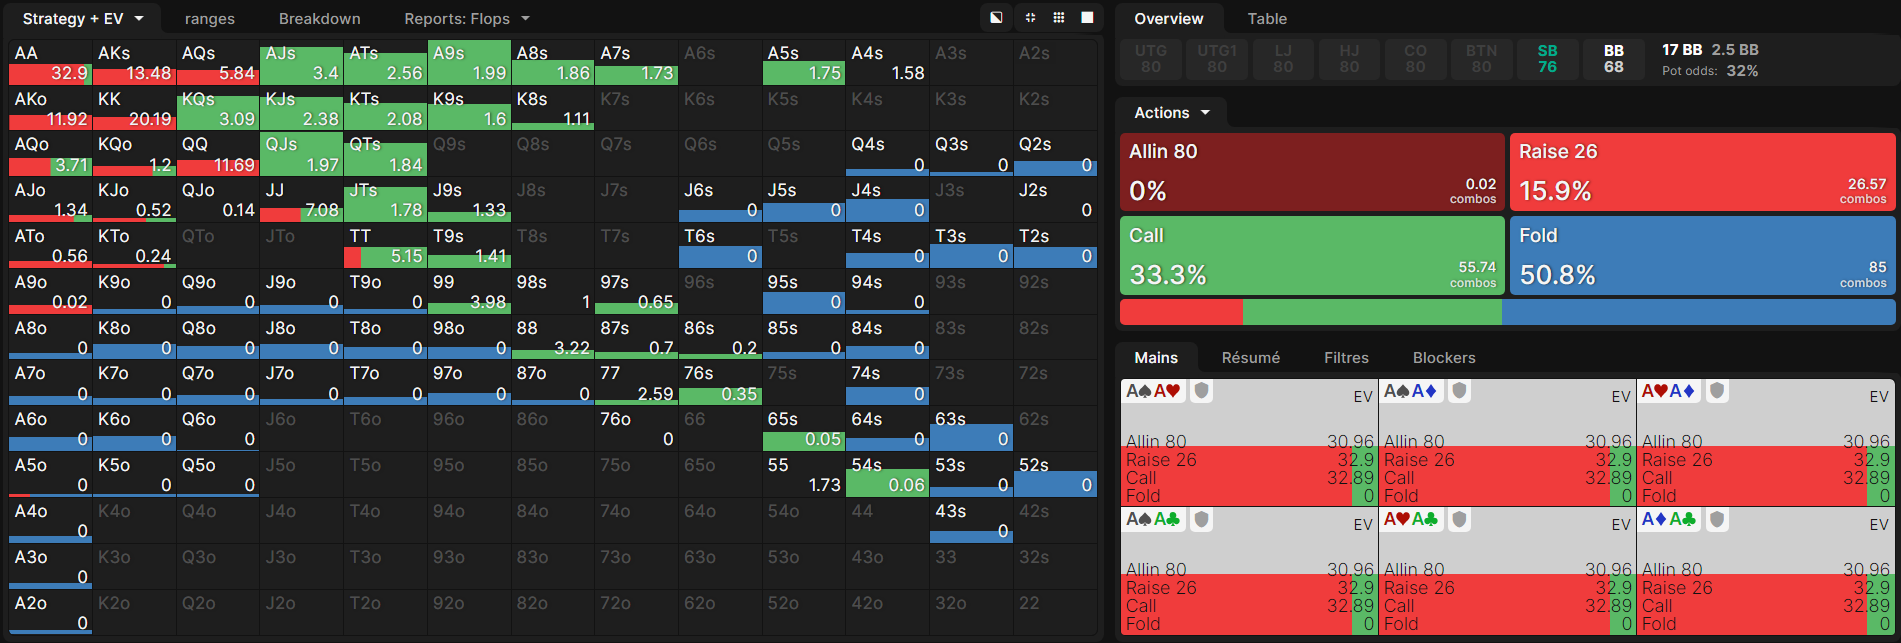 Strategy + EV ranges Breakdown Reports: Flops
AA AKs AQs AJs ATs A9s A8s A7s A6s A5s A4s A3s A2s
32.9 13.48 5.84 3.4 2.56 1.99 1.86 1.73 1.75 1.58
AKo KK KQs KJs KTs K9s K8s K7s K6s K5s K4s K3s K2s
11.92 20.19 3.09 2.38 2.08 1.6 1.11
AQo KQo QQ QJs QTs Q9s Q8s Q7s Q6s Q5s Q4s Q3s Q2s
3.71 1.2 11.69 1.97 1.84 0 0 0
AJo KJo QJo JJ JTs J9s J8s J7s J6s J5s J4s J3s J2s
1.34 0.52 0.14 7.08 1.78 1.33 0 0 0 0
ATo KTo QTo JTo TT T9s T8s T7s T6s T5s T4s T3s T2s
0.56 0.24 5.15 1.41 0 0 0 0
A9o K9o Q9o J9o T9o 99 98s 97s 96s 95s 94s 93s 92s
0.02 0 0 0 0 3.98 1 0.65 0 0
A8o K8o Q8o J8o T8o 98o 88 87s 86s 85s 84s 83s 82s
0 0 0 0 0 0 3.22 0.7 0.2 0 0
A7o K7o Q7o J7o T7o 97o 87o 77 76s 75s 74s 73s 72s
0 0 0 0 0 0 0 2.59 0.35 0
A6o K6o Q6o J6o T6o 96o 86o 76o 66 65s 64s 63s 62s
0 0 0 0 0.05 0 0
A5o K5o Q5o J5o T5o 95o 85o 75o 65o 55 54s 53s 52s
0 0 0 1.73 0.06 0 0
A4o K4o Q4o J4o T4o 94o 84o 74o 64o 54o 44 43s 42s
0 0
A3o K3o Q3o J3o T3o 93o 83o 73o 63o 53o 43o 33 32s
0
A2o K2o Q2o J2o T2o 92o 82o 72o 62o 52o 42o 32o 22
0
Overview Table
UTG UTG1 LJ HJ CO BTN SB BB 17 BB 2.5 BB
80 80 80 80 80 80 76 68 Pot odds: 32%
Actions
Allin 80 Raise 26
0% 0.02 combos 15.9% 26.57 combos
Call Fold
33.3% 55.74 combos 50.8% 85 combos
Mains Résumé Filtres Blockers
A♠A♥ EV A♠A♦ EV A♥A♦ EV
Allin 80 30.96 Allin 80 30.96 Allin 80 30.96
Raise 26 32.9 Raise 26 32.9 Raise 26 32.9
Call 32.89 Call 32.89 Call 32.89
Fold 0 Fold 0 Fold 0
A♠A♣ EV A♥A♣ EV A♦A♣ EV
Allin 80 30.96 Allin 80 30.96 Allin 80 30.96
Raise 26 32.9 Raise 26 32.9 Raise 26 32.9
Call 32.89 Call 32.89 Call 32.89
Fold 0 Fold 0 Fold 0